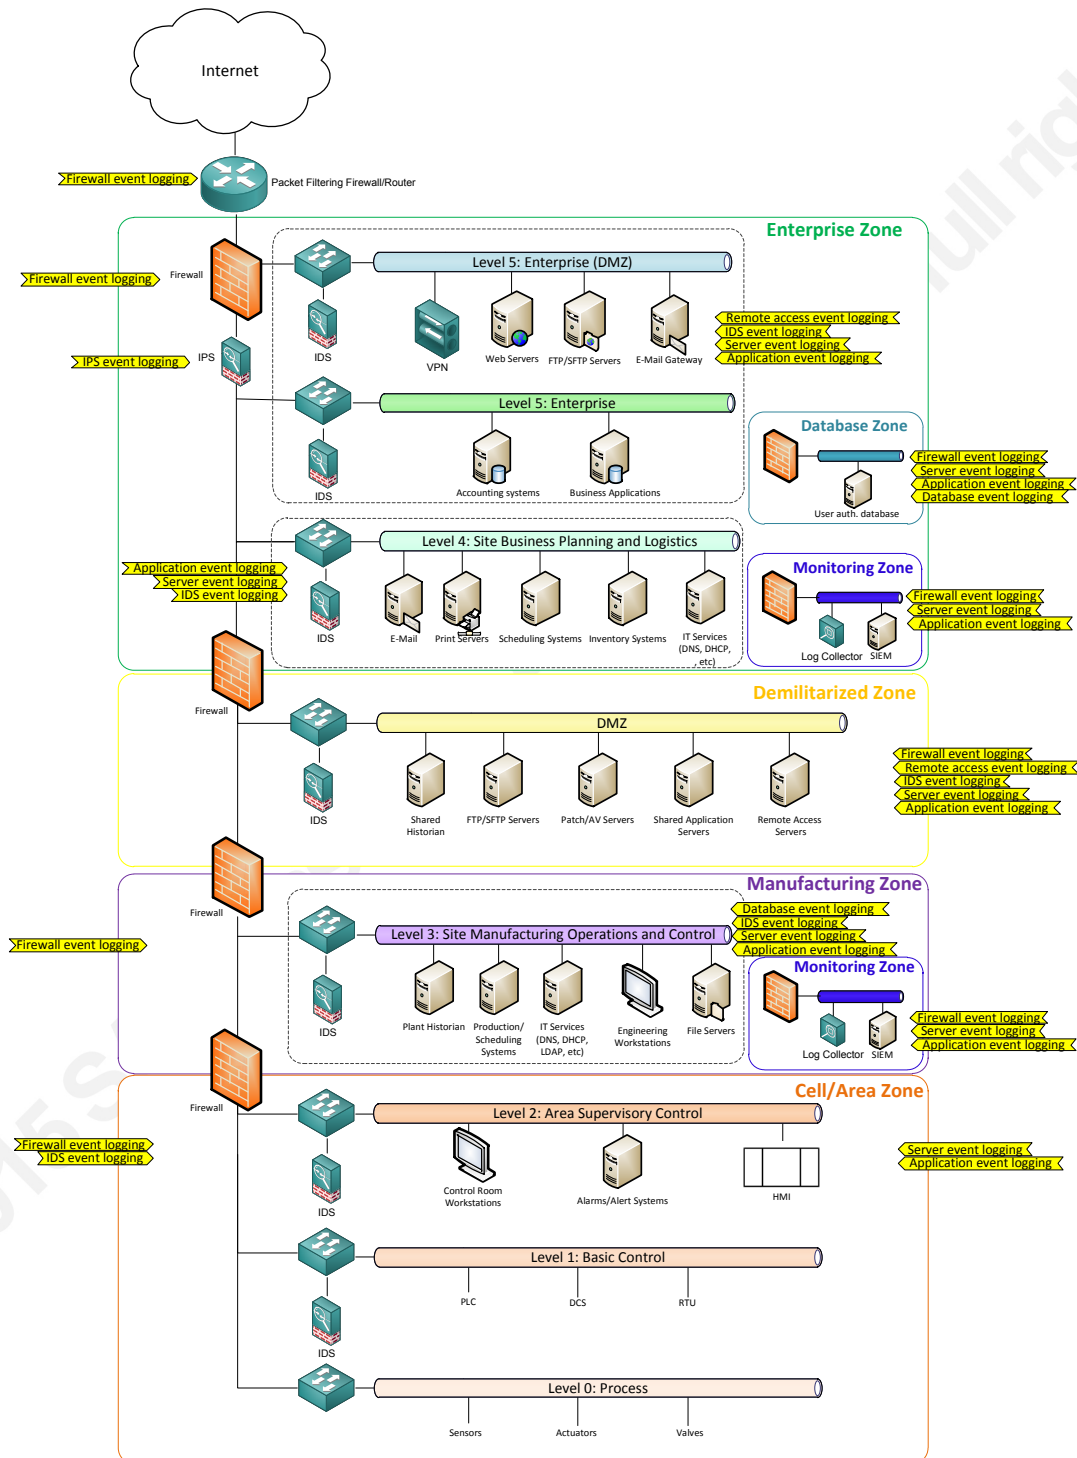 Internet
Firewall event logging
Packet Filtering Firewall/Router
Enterprise Zone
Firewall event logging
Firewall
Level 5: Enterprise (DMZ)
IDS
VPN
Web Servers
FTP/SFTP Servers
E-Mail Gateway
Remote access event logging
IDS event logging
Server event logging
Application event logging
IPS event logging
IPS
Level 5: Enterprise
IDS
Accounting systems
Business Applications
Database Zone
User auth. database
Firewall event logging
Server event logging
Application event logging
Database event logging
Level 4: Site Business Planning and Logistics
Application event logging
Server event logging
IDS event logging
IDS
E-Mail
Print Servers
Scheduling Systems
Inventory Systems
IT Services
(DNS, DHCP,
, etc)
Monitoring Zone
Log Collector
SIEM
Firewall event logging
Server event logging
Application event logging
Firewall
Demilitarized Zone
DMZ
IDS
Shared
Historian
FTP/SFTP Servers
Patch/AV Servers
Shared Application
Servers
Remote Access
Servers
Firewall event logging
Remote access event logging
IDS event logging
Server event logging
Application event logging
Firewall
Manufacturing Zone
Firewall event logging
Level 3: Site Manufacturing Operations and Control
Database event logging
IDS event logging
Server event logging
Application event logging
IDS
Plant Historian
Production/
Scheduling
Systems
IT Services
(DNS, DHCP,
LDAP, etc)
Engineering
Workstations
File Servers
Monitoring Zone
Log Collector
SIEM
Firewall event logging
Server event logging
Application event logging
Firewall
Cell/Area Zone
Level 2: Area Supervisory Control
Firewall event logging
IDS event logging
IDS
Control Room
Workstations
Alarms/Alert Systems
HMI
Server event logging
Application event logging
Level 1: Basic Control
IDS
PLC
DCS
RTU
Level 0: Process
Sensors
Actuators
Valves
full righ